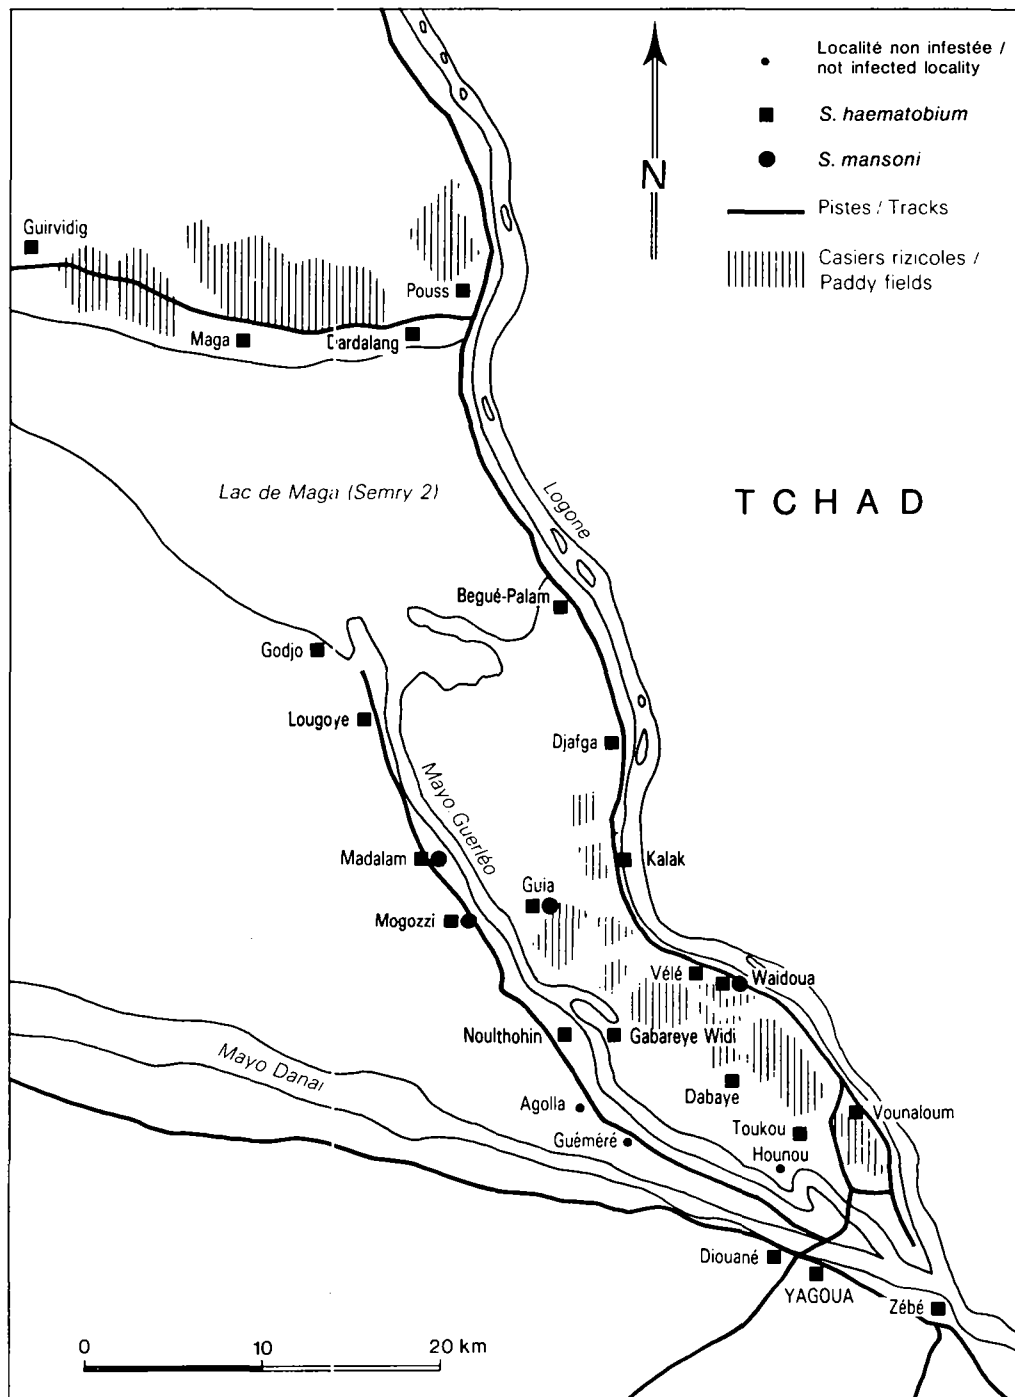 Localité non infestée /
not infected locality
S. haematobium
S. mansoni
N
Pistes / Tracks
Casiers rizicoles /
Paddy fields
Guirvidig
Pouss
Maga
Dardalang
Lac de Maga (Semry 2)
TCHAD
Logone
Begué-Palam
Godjo
Lougoye
Djafga
Mayo Guerléo
Madalam
Kalak
Guia
Mogozzi
Vélé
Waidoua
Noulthohin
Gabareye Widi
Mayo Danai
Dabaye
Agolla
Vounaloum
Toukou
Guéméré
Hounou
Diouané
YAGOUA
Zébé
0 10 20 km